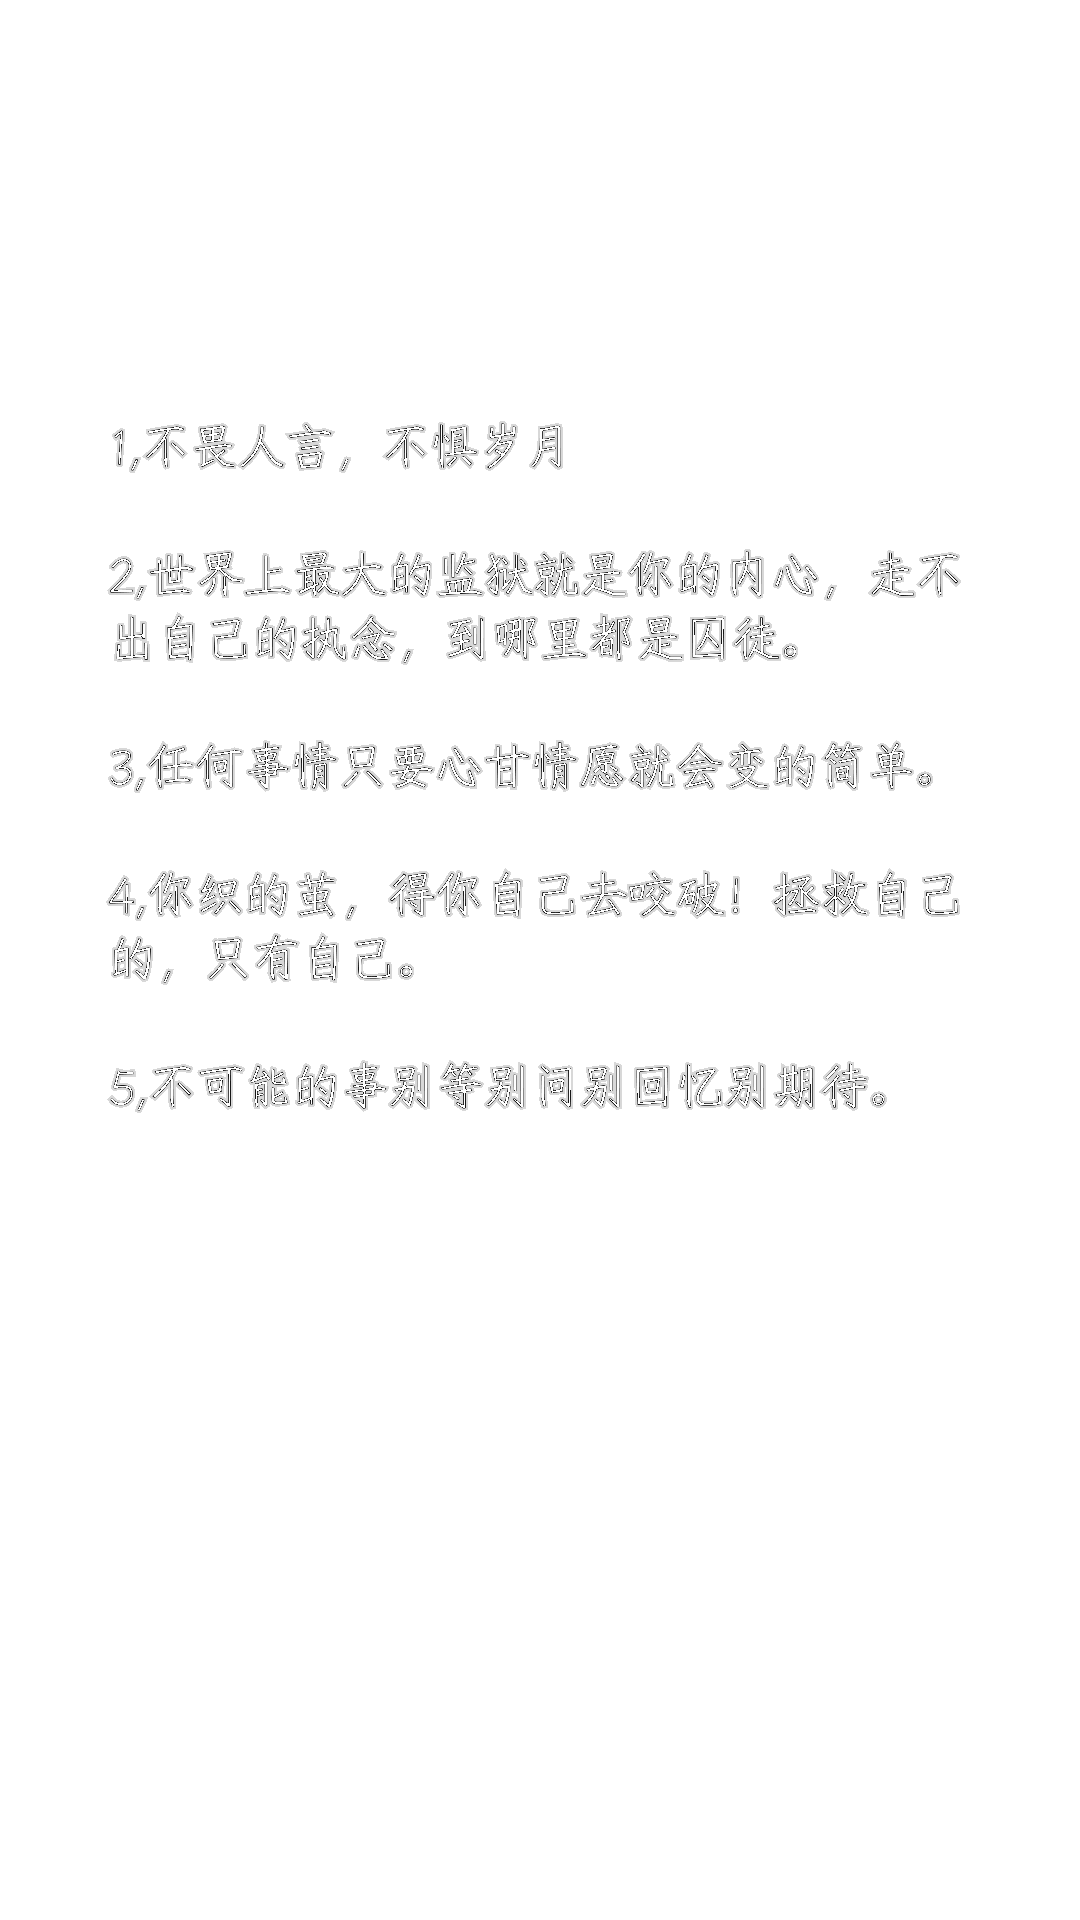 1,不畏人言，不惧岁月
2,世界上最大的监狱就是你的内心，走不
出自己的执念，到哪里都是囚徒。
3,任何事情只要心甘情愿就会变的简单。
4,你织的茧，得你自己去咬破！拯救自己
的，只有自己。
5,不可能的事别等别问别回忆别期待。